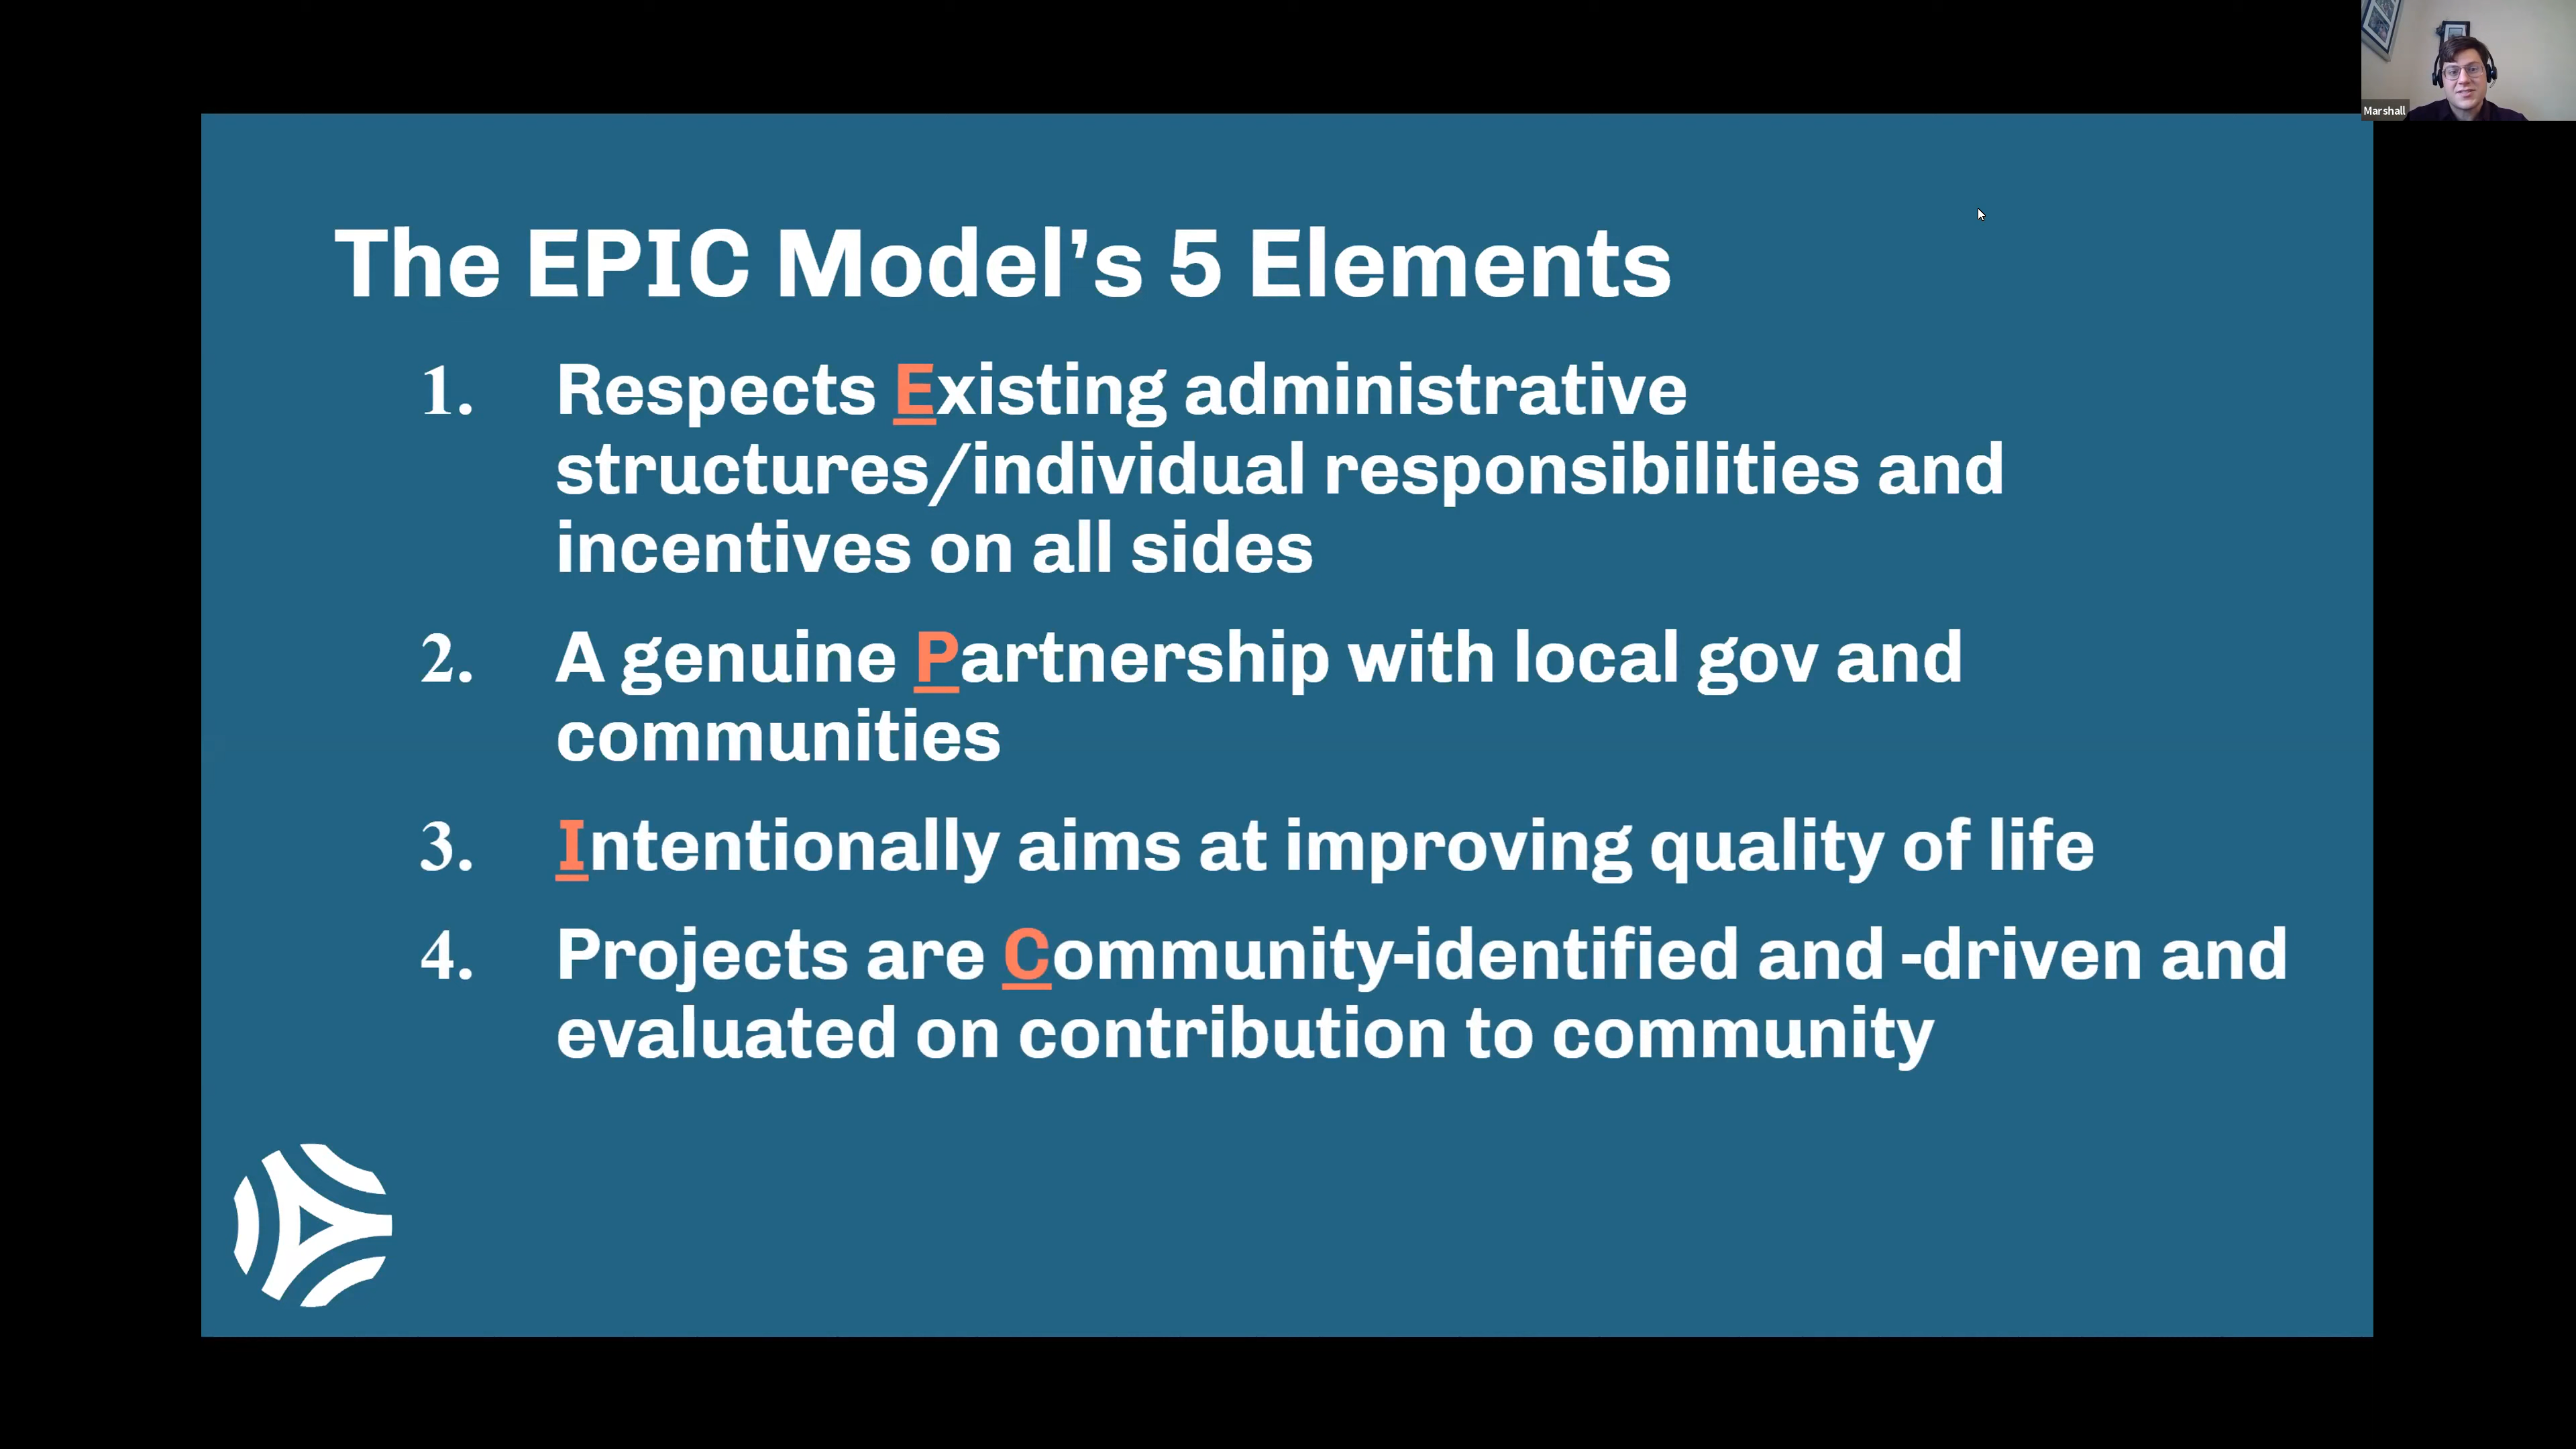 Marshall
The EPIC Model’s 5 Elements
1. Respects Existing administrative
structures/individual responsibilities and
incentives on all sides
2. A genuine Partnership with local gov and
communities
3. Intentionally aims at improving quality of life
4. Projects are Community-identified and -driven and
evaluated on contribution to community